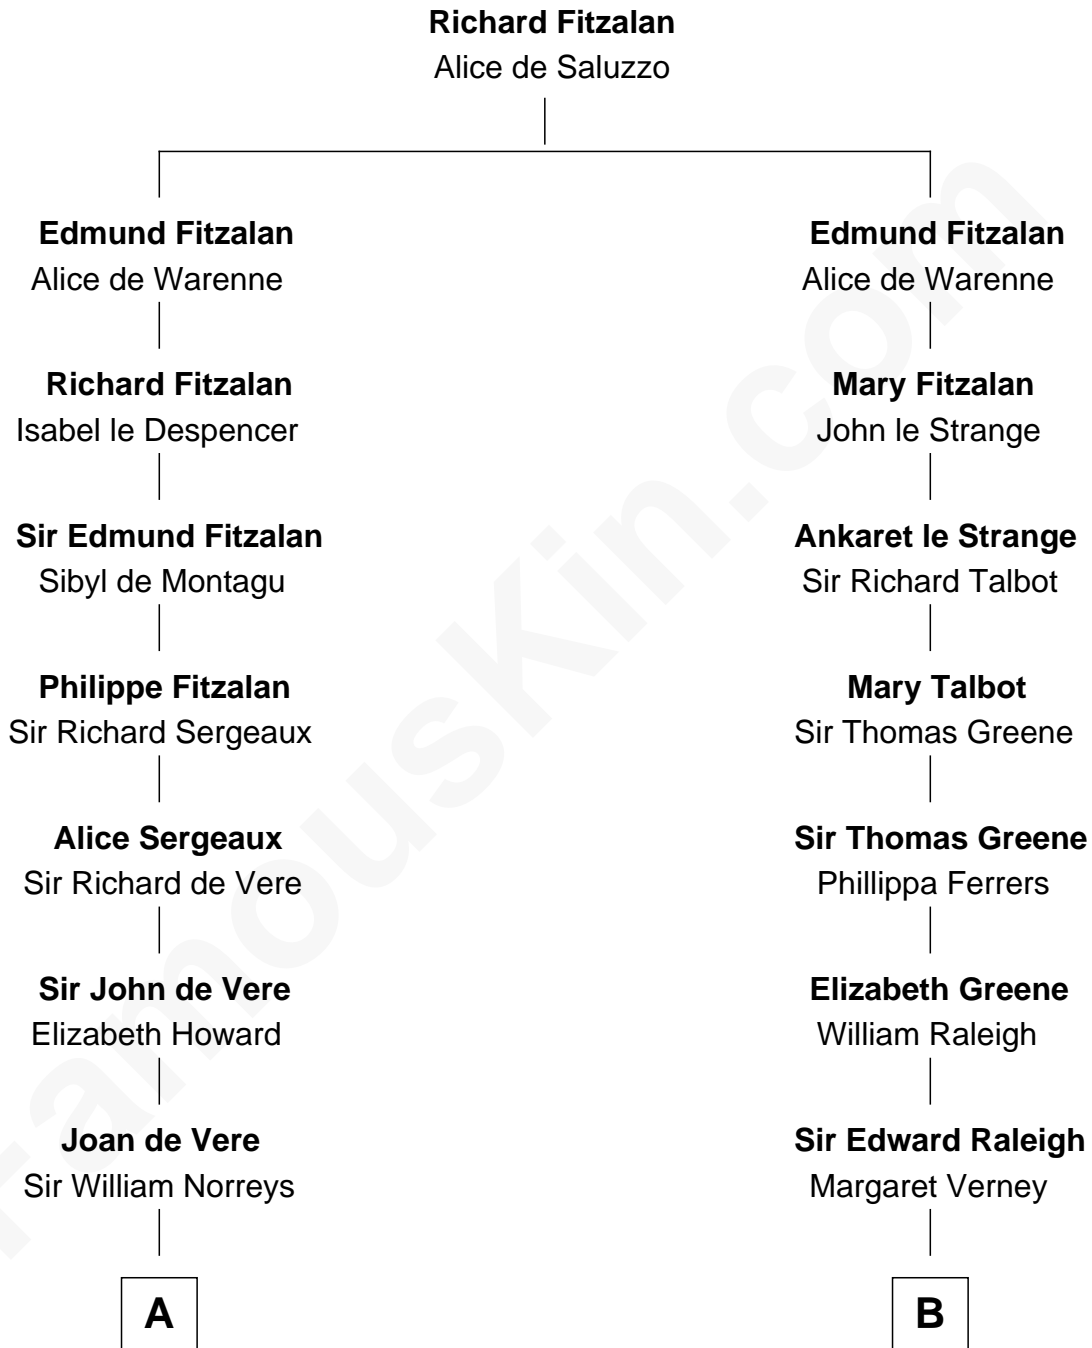 Richard Fitzalan
Alice de Saluzzo
Edmund Fitzalan
Alice de Warenne
Edmund Fitzalan
Alice de Warenne
Richard Fitzalan
Isabel le Despencer
Mary Fitzalan
John le Strange
Sir Edmund Fitzalan
Sibyl de Montagu
Ankaret le Strange
Sir Richard Talbot
Philippe Fitzalan
Sir Richard Sergeaux
Mary Talbot
Sir Thomas Greene
Alice Sergeaux
Sir Richard de Vere
Sir Thomas Greene
Phillippa Ferrers
Sir John de Vere
Elizabeth Howard
Elizabeth Greene
William Raleigh
Joan de Vere
Sir William Norreys
Sir Edward Raleigh
Margaret Verney
A
B
FamousKin.com